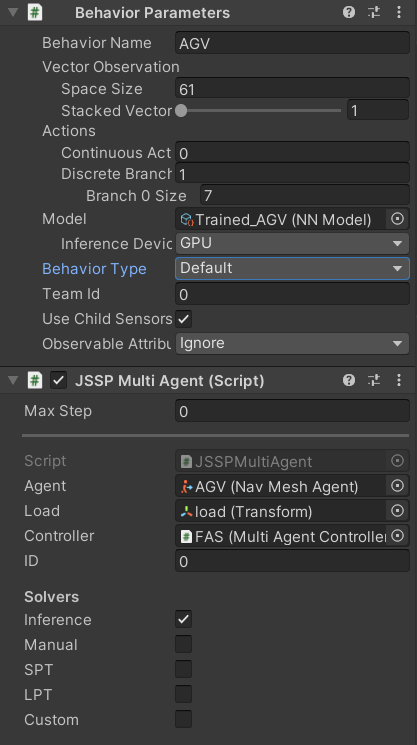 Behavior Parameters
Behavior Name AGV
Vector Observation
Space Size 61
Stacked Vector 1
Actions
Continuous Act 0
Discrete Branch 1
Branch 0 Size 7
Model Trained_AGV (NN Model)
Inference Devic GPU
Behavior Type Default
Team Id 0
Use Child Sensors
Observable Attribu Ignore
JSSP Multi Agent (Script)
Max Step 0
Script JSSPMultiAgent
Agent AGV (Nav Mesh Agent)
Load load (Transform)
Controller FAS (Multi Agent Controlle
ID 0
Solvers
Inference
Manual
SPT
LPT
Custom